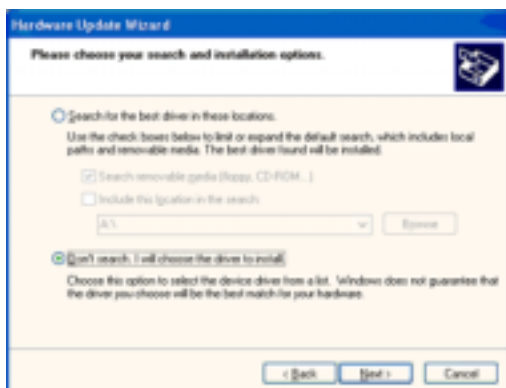 Hardware Update Wizard
Please choose your search and installation options.
Search for the best driver in these locations.
Use the check boxes below to limit or expand the default search, which includes local
paths and removable media. The best driver found will be installed.
Search removable media (floppy, CD-ROM...)
Include this location in the search:
A:\
Browse
Don't search. I will choose the driver to install.
Choose this option to select the device driver from a list. Windows does not guarantee that
the driver you choose will be the best match for your hardware.
< Back
Next >
Cancel